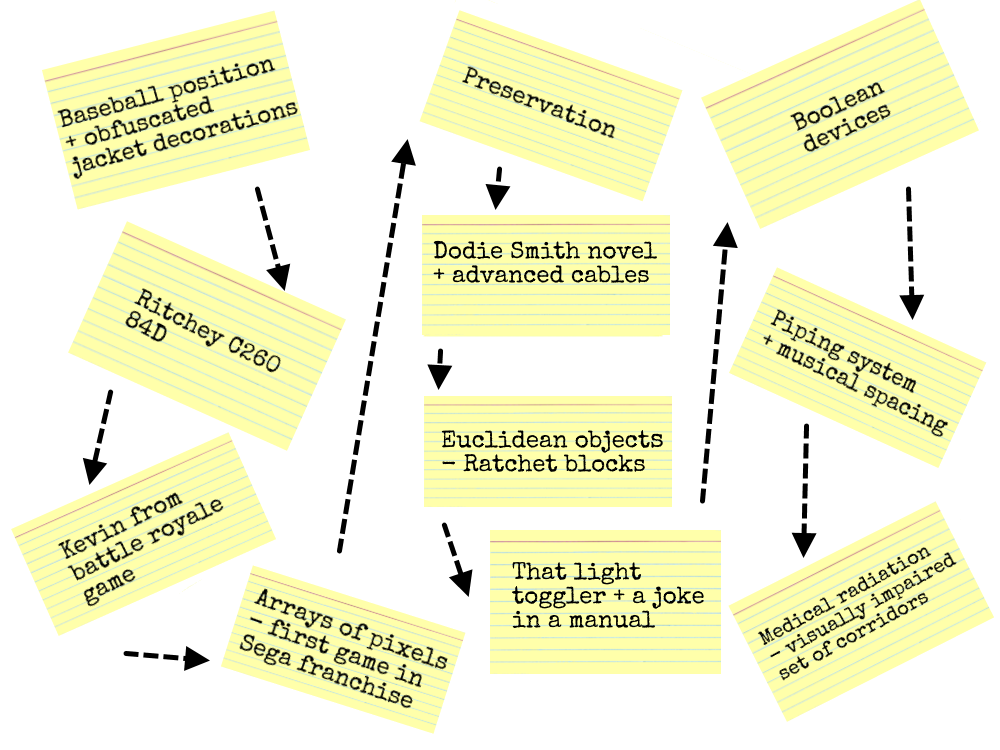 Baseball position
+ obfuscated
jacket decorations
Ritchey C260
84D
Kevin from
battle royale
game
Arrays of pixels
- first game in
Sega franchise
Preservation
Dodie Smith novel
+ advanced cables
Euclidean objects
- Ratchet blocks
That light
toggler + a joke
in a manual
Boolean
devices
Piping system
+ musical spacing
Medical radiation
- visually impaired
set of corridors